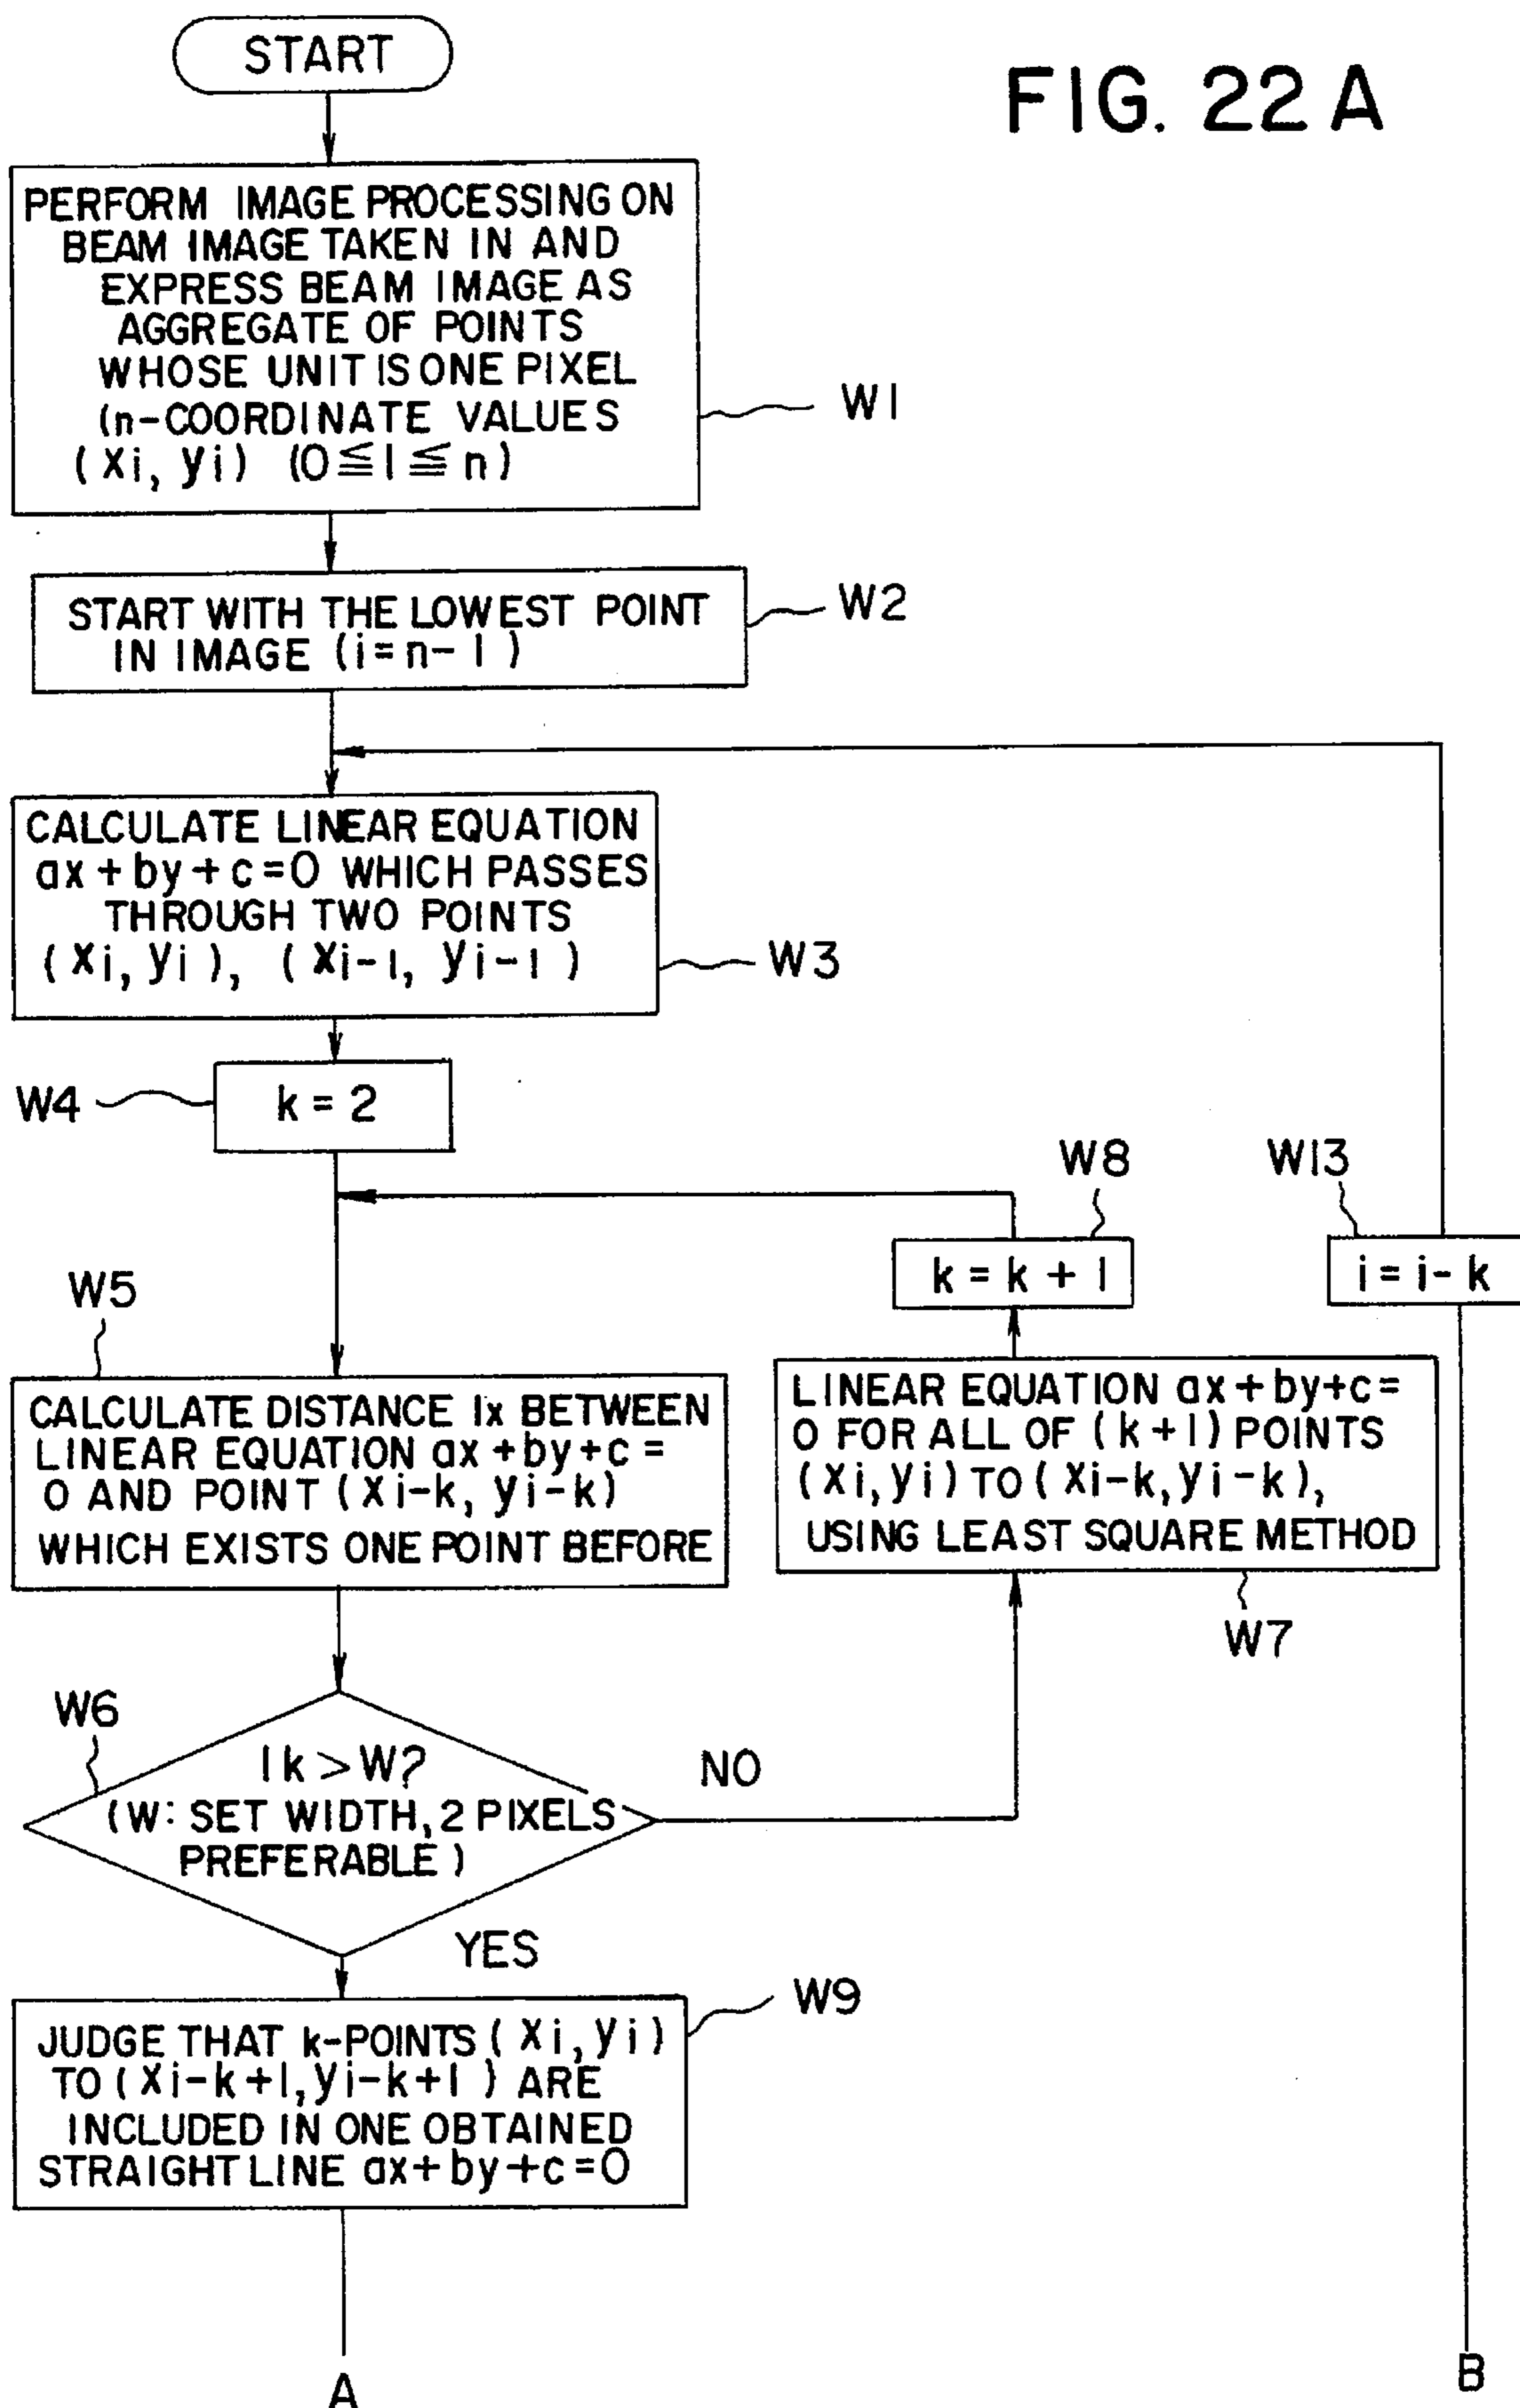 START
FIG. 22 A
PERFORM IMAGE PROCESSING ON
BEAM IMAGE TAKEN IN AND
EXPRESS BEAM IMAGE AS
AGGREGATE OF POINTS
WHOSE UNIT IS ONE PIXEL
(n-COORDINATE VALUES
(xi, yi) (0≦I≦n)
W1
START WITH THE LOWEST POINT
IN IMAGE (i=n-1)
W2
CALCULATE LINEAR EQUATION
ax+by+c=0 WHICH PASSES
THROUGH TWO POINTS
(xi, yi), (xi-1, yi-1)
W3
W4
k = 2
W8
k = k + 1
W13
i = i-k
W5
CALCULATE DISTANCE lx BETWEEN
LINEAR EQUATION ax+by+c=
0 AND POINT (xi-k, yi-k)
WHICH EXISTS ONE POINT BEFORE
LINEAR EQUATION ax+by+c=
0 FOR ALL OF (k+1) POINTS
(xi,yi) TO (xi-k,yi-k),
USING LEAST SQUARE METHOD
W7
W6
lk >W?
(W: SET WIDTH, 2 PIXELS
PREFERABLE)
NO
YES
W9
JUDGE THAT k-POINTS (xi,yi)
TO (xi-k+1,yi-k+1) ARE
INCLUDED IN ONE OBTAINED
STRAIGHT LINE ax+by+c=0
A
B